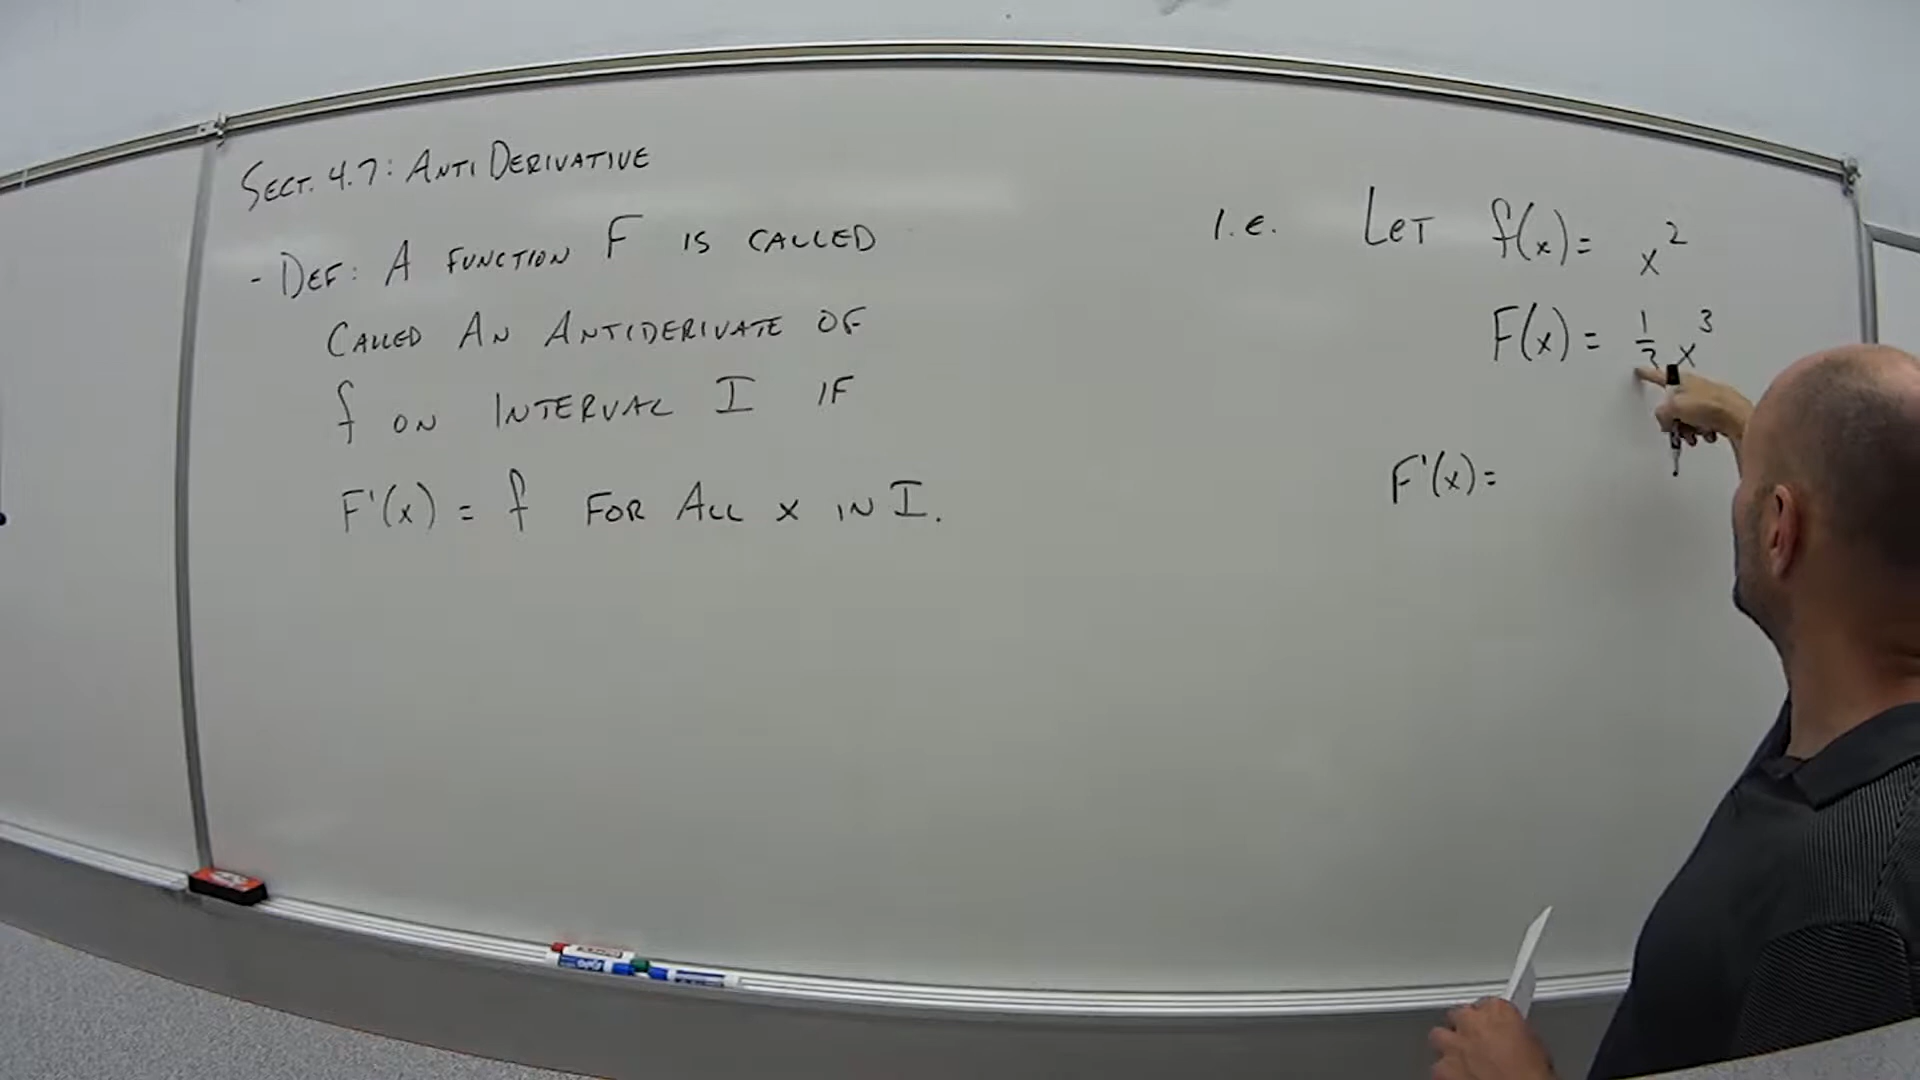 SECT. 4.7: ANTI DERIVATIVE
- DEF: A FUNCTION F IS CALLED
CALLED AN ANTIDERIVATE OF
f ON INTERVAL I IF
F'(x) = f FOR ALL x IN I.
I.E. LET f(x) = x²
F(x) = 1/3 x³
F'(x) =
EXPO